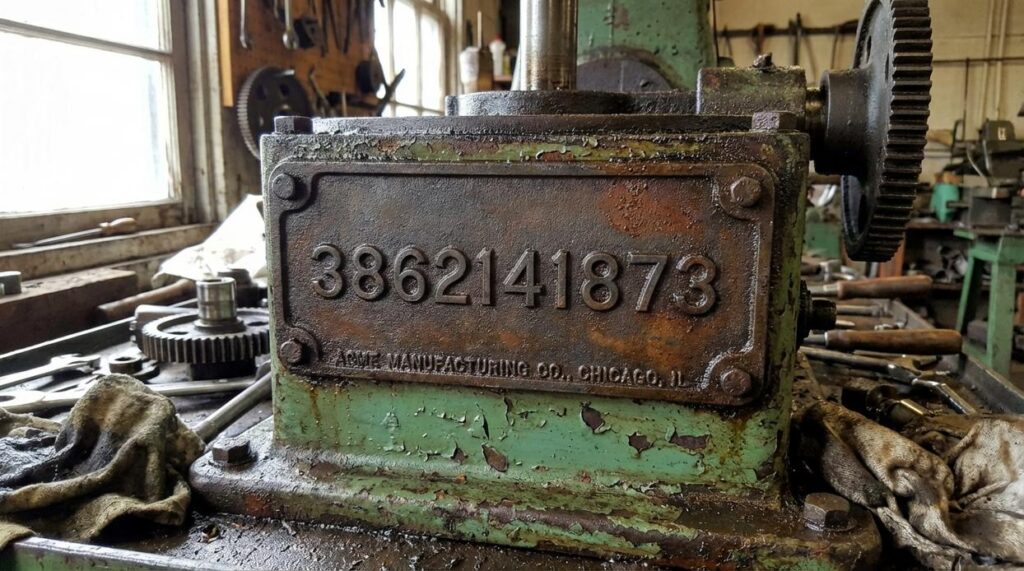 3862141873
ACME MANUFACTURING CO., CHICAGO, IL